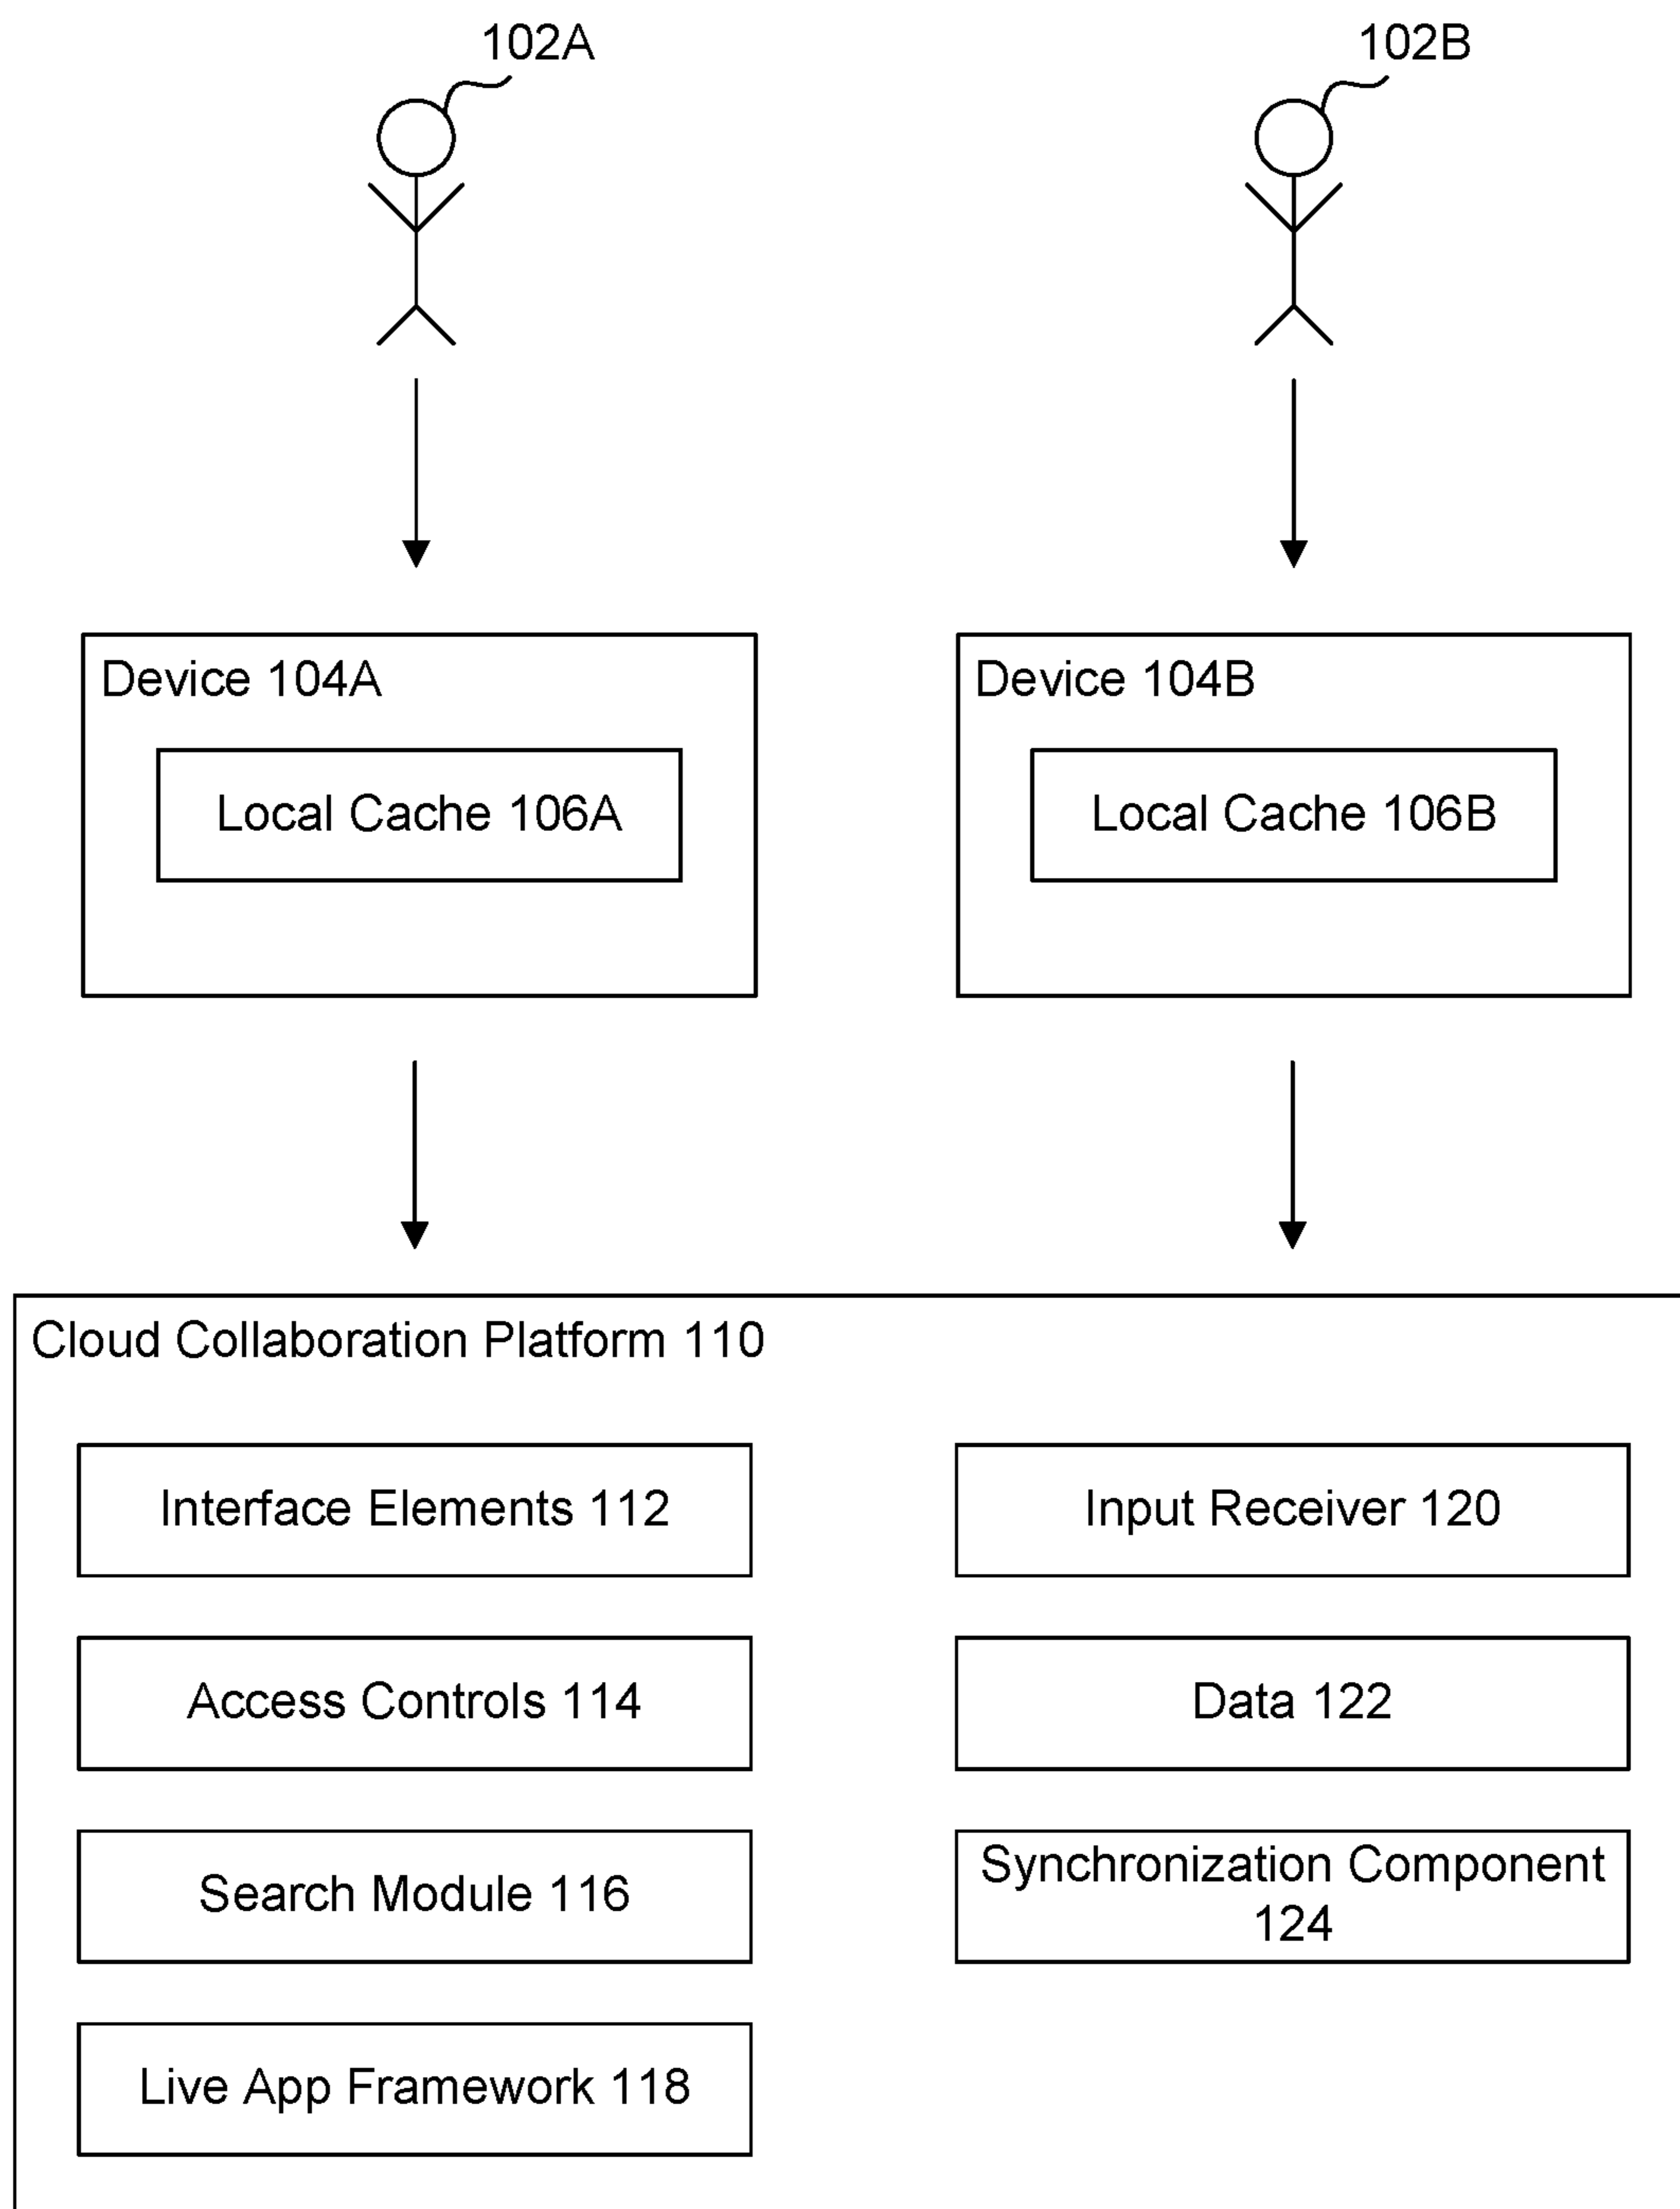 102A
102B
Device 104A
Device 104B
Local Cache 106A
Local Cache 106B
Cloud Collaboration Platform 110
Interface Elements 112
Input Receiver 120
Access Controls 114
Data 122
Search Module 116
Synchronization Component
124
Live App Framework 118